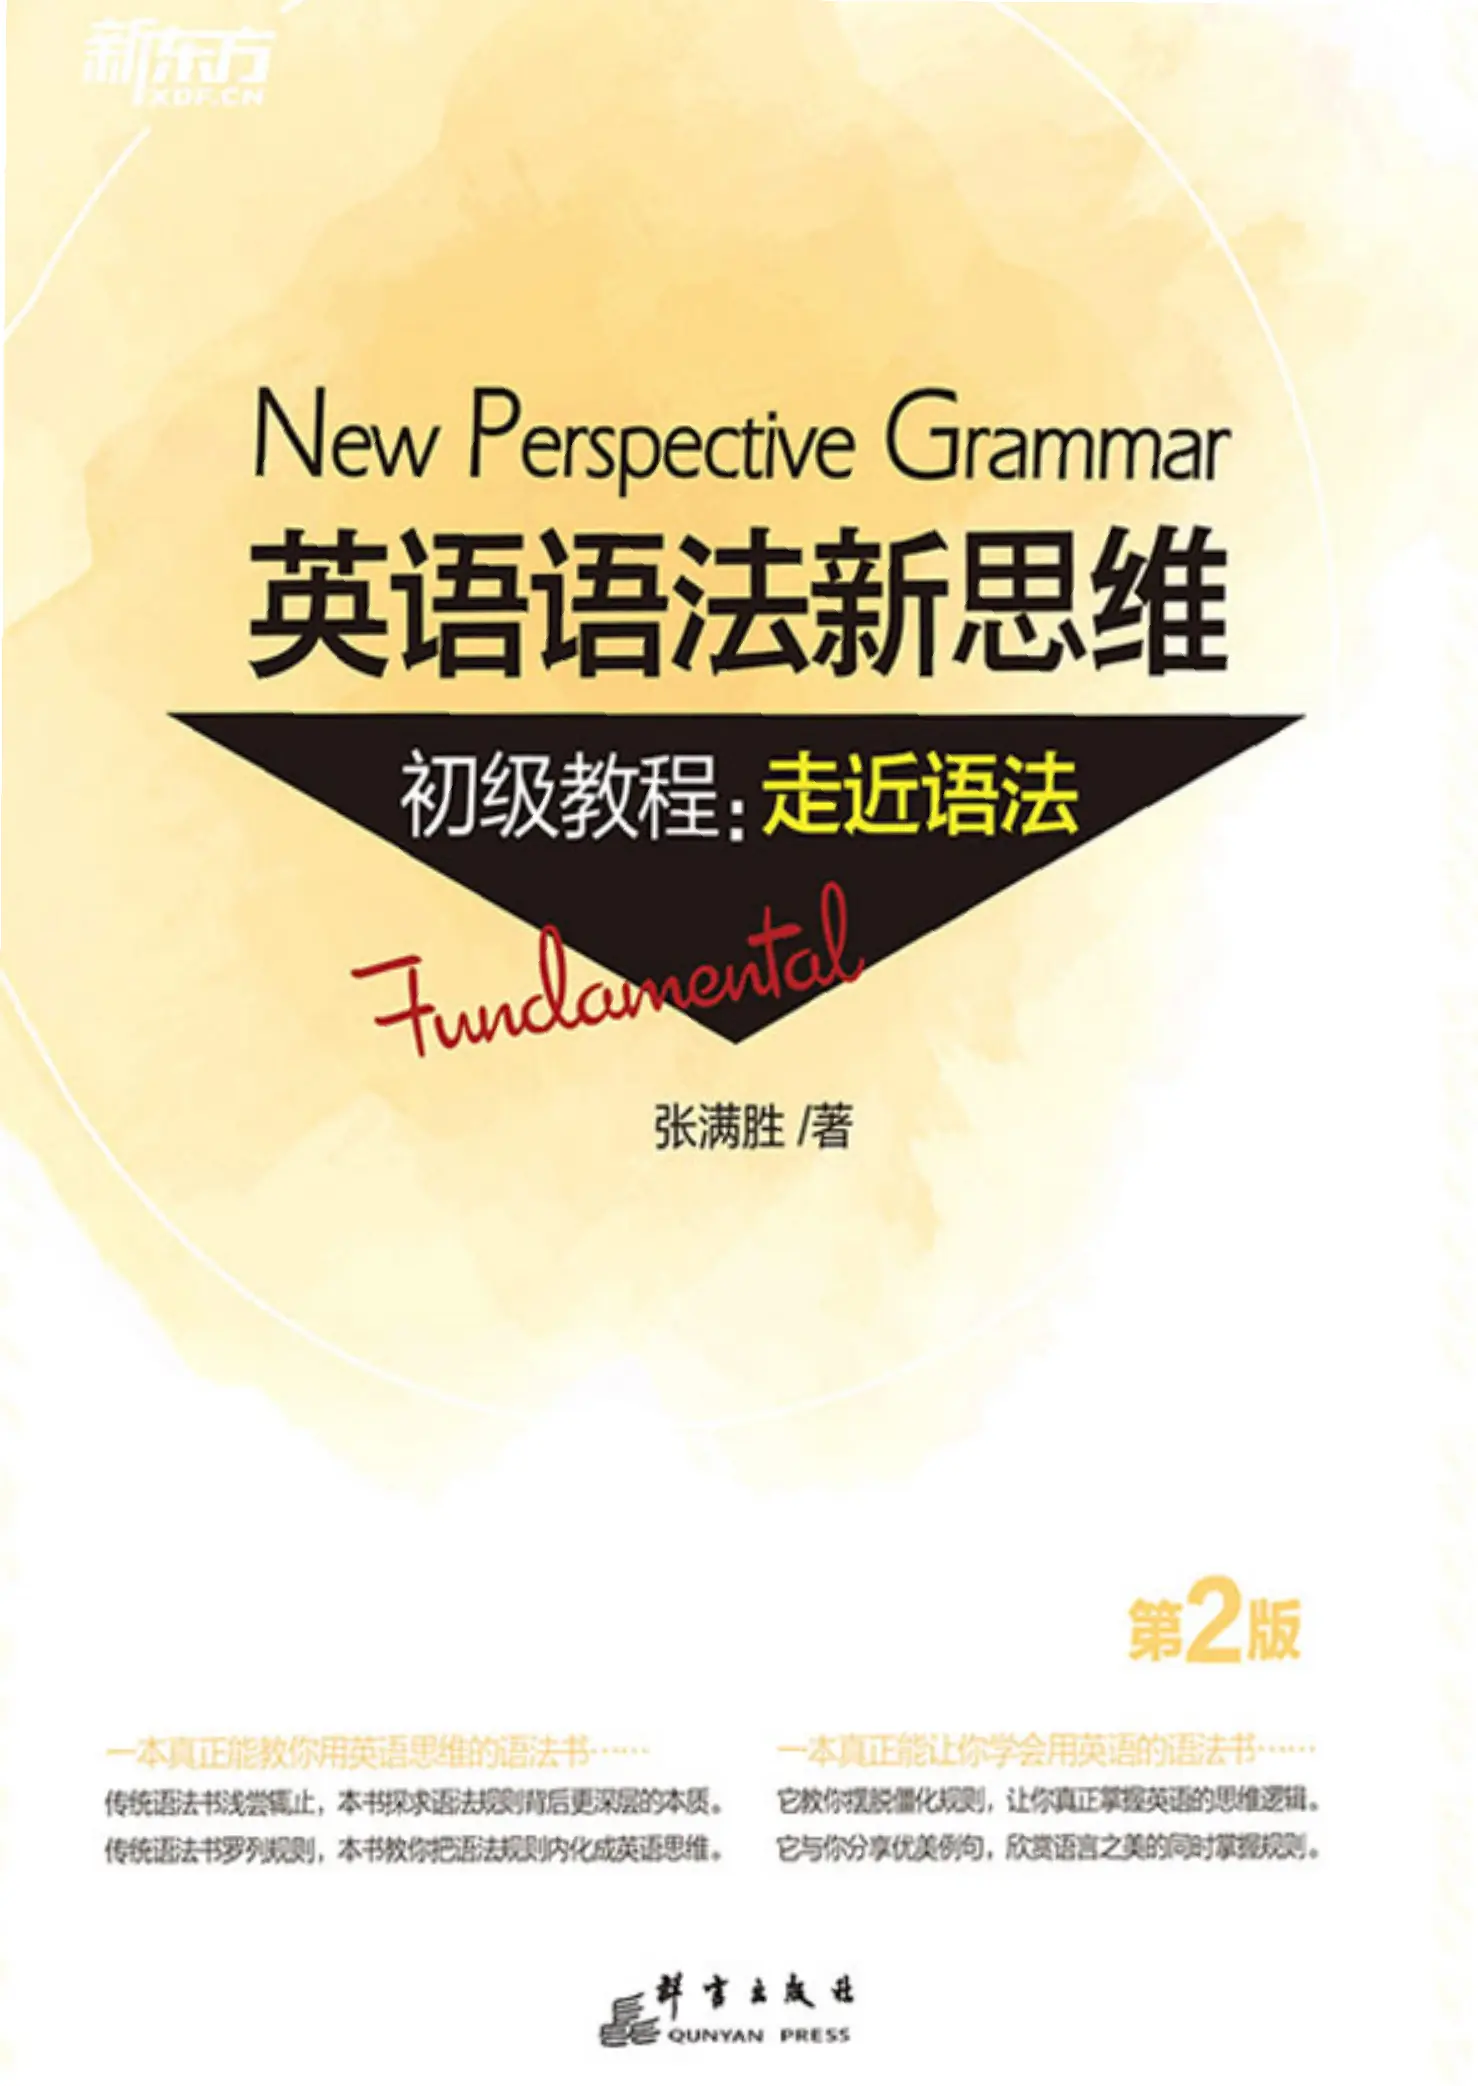 新东方
XDF.CN
New Perspective Grammar
英语语法新思维
初级教程：走近语法
Fundamental
张满胜 /著
第2版
一本真正能教你用英语思维的语法书……
传统语法书浅尝辄止，本书探求语法规则背后更深层的本质。
传统语法书罗列规则，本书教你把语法规则内化成英语思维。
一本真正能让你学会用英语的语法书……
它教你摆脱僵化规则，让你真正掌握英语的思维逻辑。
它与你分享优美例句，欣赏语言之美的同时掌握规则。
群言出版社
QUNYAN PRESS